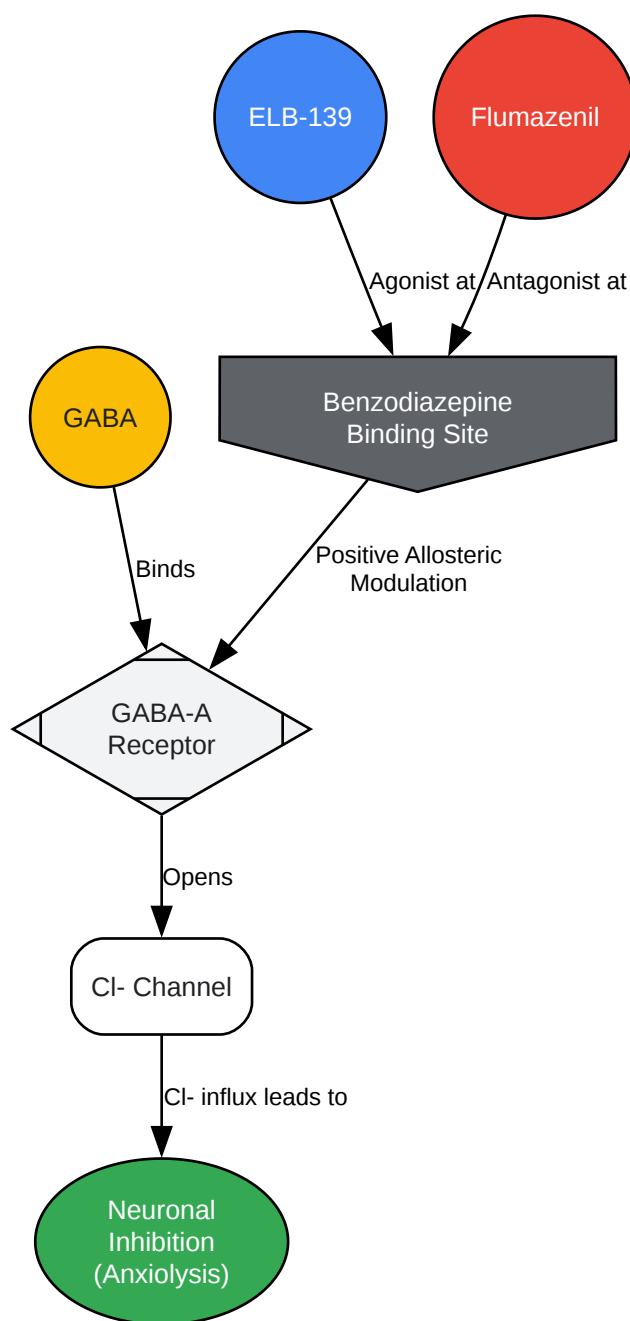 ELB-139
Flumazenil
Agonist at
Antagonist at
Benzodiazepine
Binding Site
GABA
Binds
Positive Allosteric
Modulation
GABA-A
Receptor
Opens
Cl- Channel
Cl- influx leads to
Neuronal
Inhibition
(Anxiolysis)